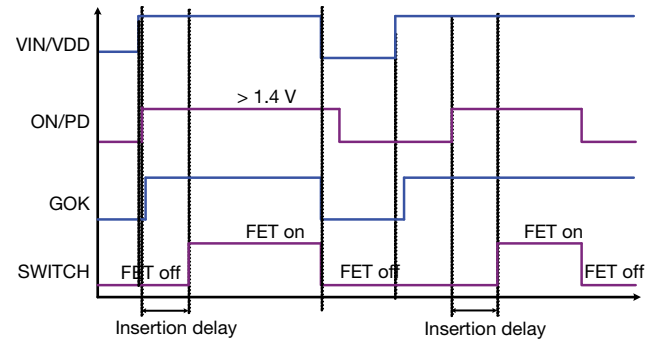 VIN/VDD
> 1.4 V
ON/PD
GOK
FET on
FET on
SWITCH
FET off
FET off
FET off
Insertion delay
Insertion delay